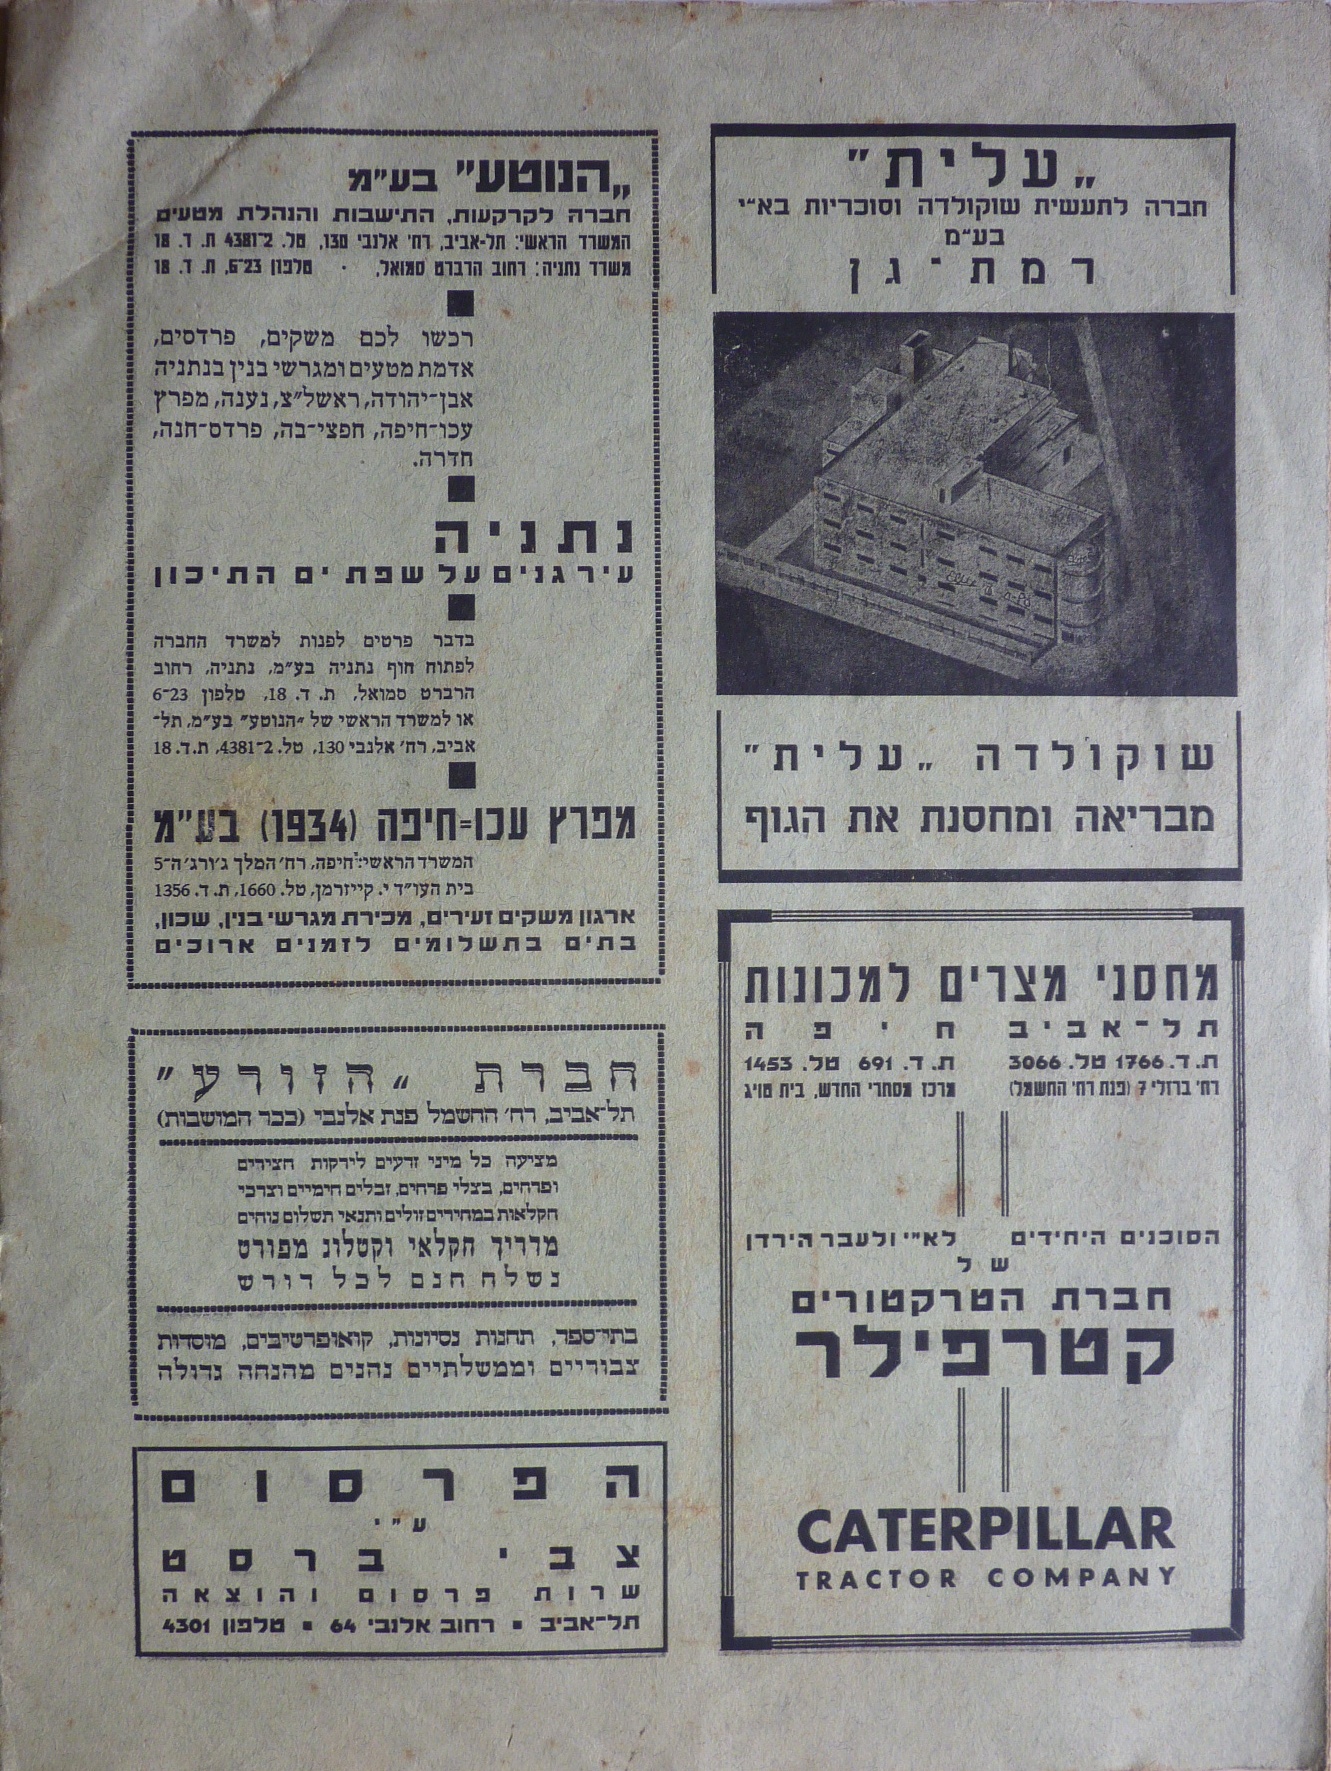 „עלית"
חברה לתעשית שוקולדה וסוכריות בא״י
בע״מ
רמת־גן
שוקולדה „עלית"
מבריאה ומחסנת את הגוף
מחסני מצרים למכונות
תל־אביב חיפה
ת. ד. 1766 טל. 3066 ת. ד. 691 טל. 1453
רח׳ ברזלי 7 (פנת רח׳ החשמל) מרכז מסחרי החדש, בית טויג
הסוכנים היחידים לא״י ולעבר הירדן
של
חברת הטרקטורים
קטרפילר
CATERPILLAR
TRACTOR COMPANY
„הנוטע" בע״מ
חברה לקרקעות, התישבות והנהלת מטעים
המשרד הראשי: תל-אביב, רח׳ אלנבי 130, טל. 2־4381 ת. ד. 18
משרד נתניה: רחוב הרברט סמואל, · טלפון 23־6, ת. ד. 18
רכשו לכם משקים, פרדסים,
אדמת מטעים ומגרשי בנין בנתניה
אבן־יהודה, ראשל״צ, נענה, מפרץ
עכו־חיפה, חפצי־בה, פרדס־חנה,
חדרה.
נתניה
עיר גנים על שפת ים התיכון
בדבר פרטים לפנות למשרד החברה
לפתוח חוף נתניה בע״מ, נתניה, רחוב
הרברט סמואל, ת. ד. 18, טלפון 23־6
או למשרד הראשי של „הנוטע" בע״מ, תל־
אביב, רח׳ אלנבי 130, טל. 2־4381, ת. ד. 18
מפרץ עכו=חיפה (1934) בע״מ
המשרד הראשי: חיפה, רח׳ המלך ג׳ורג׳ ה־5
בית העו״ד י. קייזרמן, טל. 1660, ת. ד. 1356
ארגון משקים זעירים, מכירת מגרשי בנין, שכון,
בתים בתשלומים לזמנים ארוכים
חברת „הזורע"
תל־אביב, רח׳ החשמל פנת אלנבי (ככר המושבות)
מציעה כל מיני זרעים לירקות חצירים
ופרחים, בצלי פרחים, זבלים חימיים וצרכי
חקלאות במחירים זולים ותנאי תשלום נוחים
מדריך חקלאי וקטלוג מפורט
נשלח חנם לכל דורש
בתי־ספר, תחנות נסיונות, קואופרטיבים, מוסדות
צבוריים וממשלתיים נהנים מהנחה גדולה
הפרסום
ע״י
צבי ברסט
שרות פרסום והוצאה
תל־אביב ▪ רחוב אלנבי 64 ▪ טלפון 4301